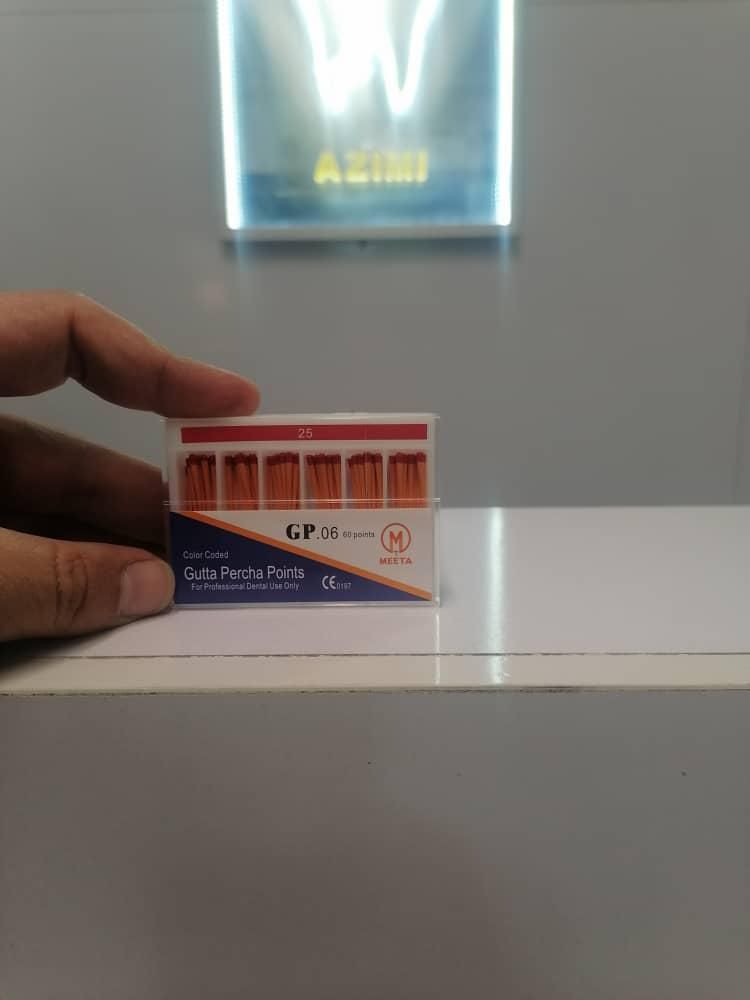 AZIMI
25
GP.06 60 points
M
MEETA
Color Coded
Gutta Percha Points
For Professional Dental Use Only
CE 0197